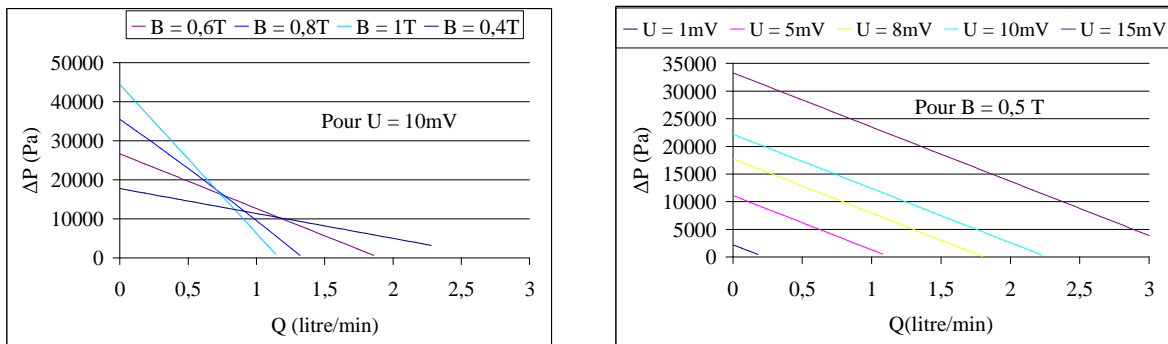 B = 0,6T B = 0,8T B = 1T B = 0,4T
50000
40000
30000
20000
10000
0
ΔP (Pa)
Pour U = 10mV
0 0,5 1 1,5 2 2,5 3
Q (litre/min)
U = 1mV U = 5mV U = 8mV U = 10mV U = 15mV
35000
30000
25000
20000
15000
10000
5000
0
ΔP (Pa)
Pour B = 0,5 T
0 0,5 1 1,5 2 2,5 3
Q(litre/min)